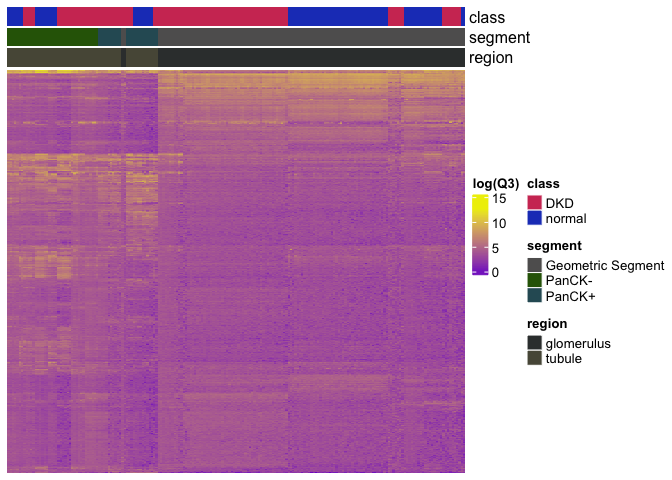 class
segment
region
log(Q3)
15
10
5
0
class
DKD
normal
segment
Geometric Segment
PanCK-
PanCK+
region
glomerulus
tubule